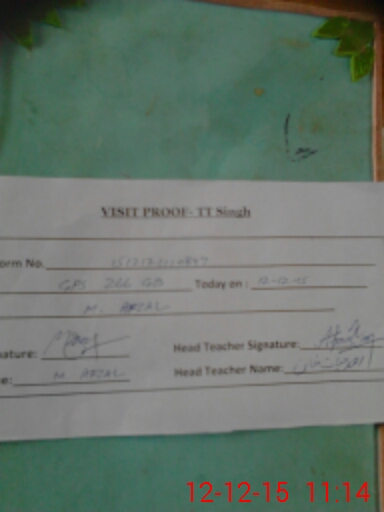 VISIT PROOF- TT Singh
orm No.
GPS 266 GB Today on : 12-12-15
M. AFZAL
ature: Head Teacher Signature:
e: M AFZAL Head Teacher Name:
12-12-15 11:14